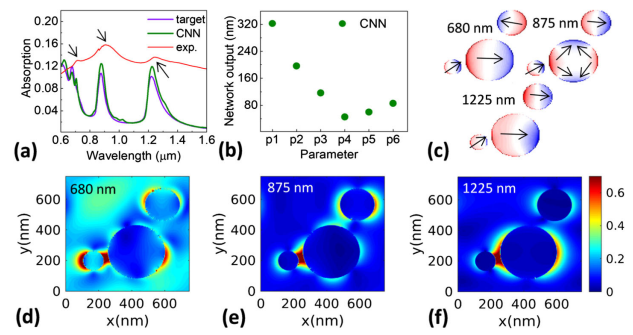 target
CNN
exp.
0.20
0.16
0.12
0.08
0.04
Absorption
0.6 0.8 1.0 1.2 1.4 1.6
Wavelength (μm)
(a)
320
240
160
80
Network output (nm)
CNN
p1 p2 p3 p4 p5 p6
Parameter
(b)
680 nm
875 nm
1225 nm
(c)
680 nm
600
400
200
0
y(nm)
0 200 400 600
x(nm)
(d)
875 nm
600
400
200
0
y(nm)
0 200 400 600
x(nm)
(e)
1225 nm
600
400
200
0
y(nm)
0 200 400 600
x(nm)
(f)
0.6
0.4
0.2
0.0